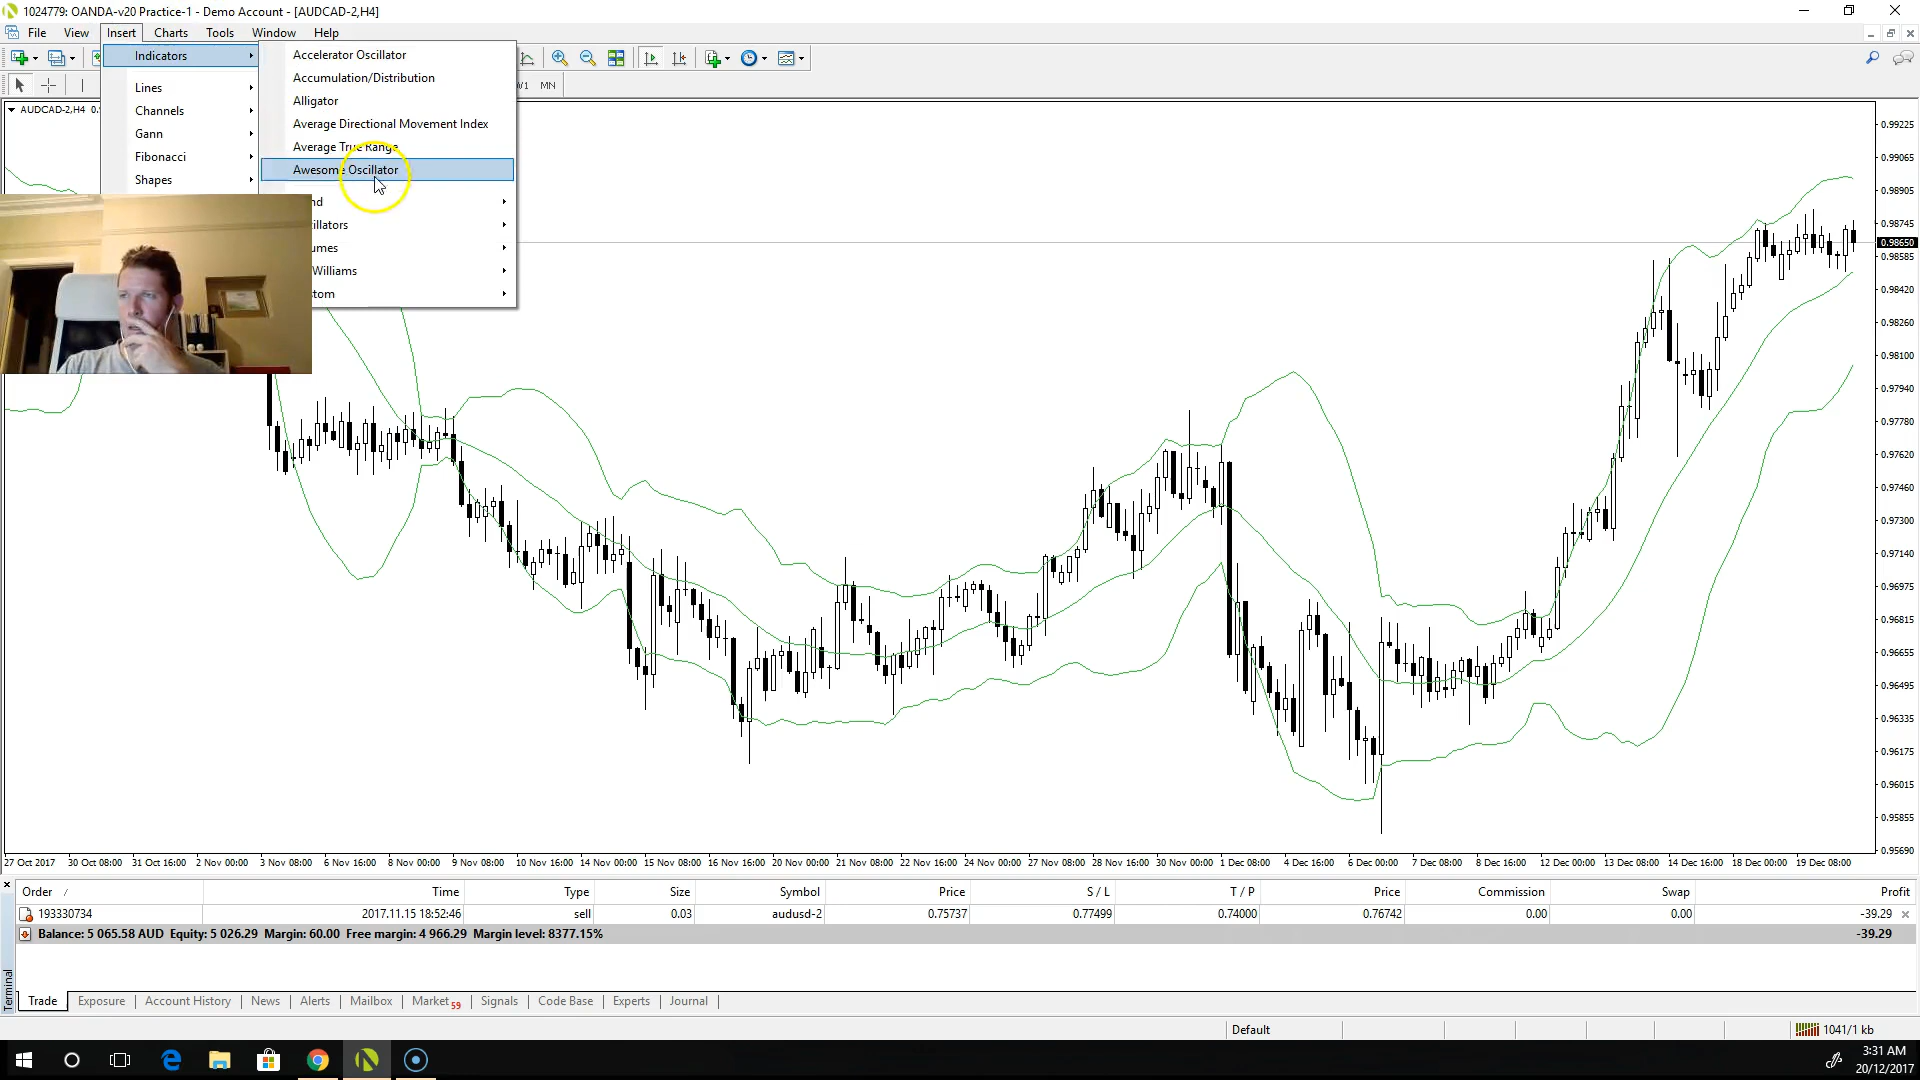 1024779: OANDA-v20 Practice-1 - Demo Account - [AUDCAD-2,H4]
File View Insert Charts Tools Window Help
Indicators
Lines
Channels
Gann
Fibonacci
Shapes
Accelerator Oscillator
Accumulation/Distribution
Alligator
Average Directional Movement Index
Average True Range
Awesome Oscillator
nd
illators
umes
Williams
stom
MN
AUDCAD-2,H4
0.99225
0.99065
0.98905
0.98745
0.98650
0.98585
0.98420
0.98260
0.98100
0.97940
0.97780
0.97620
0.97460
0.97300
0.97140
0.96975
0.96815
0.96655
0.96495
0.96335
0.96175
0.96015
0.95855
0.95690
27 Oct 2017 30 Oct 08:00 31 Oct 16:00 2 Nov 00:00 3 Nov 08:00 6 Nov 16:00 8 Nov 00:00 9 Nov 08:00 10 Nov 16:00 14 Nov 00:00 15 Nov 08:00 16 Nov 16:00 20 Nov 00:00 21 Nov 08:00 22 Nov 16:00 24 Nov 00:00 27 Nov 08:00 28 Nov 16:00 30 Nov 00:00 1 Dec 08:00 4 Dec 16:00 6 Dec 00:00 7 Dec 08:00 8 Dec 16:00 12 Dec 00:00 13 Dec 08:00 14 Dec 16:00 18 Dec 00:00 19 Dec 08:00
Order / Time Type Size Symbol Price S / L T / P Price Commission Swap Profit
193330734 2017.11.15 18:52:46 sell 0.03 audusd-2 0.75737 0.77499 0.74000 0.76742 0.00 0.00 -39.29
Balance: 5 065.58 AUD Equity: 5 026.29 Margin: 60.00 Free margin: 4 966.29 Margin level: 8377.15% -39.29
Terminal
Trade Exposure Account History News Alerts Mailbox Market 59 Signals Code Base Experts Journal
Default 1041/1 kb
3:31 AM
20/12/2017